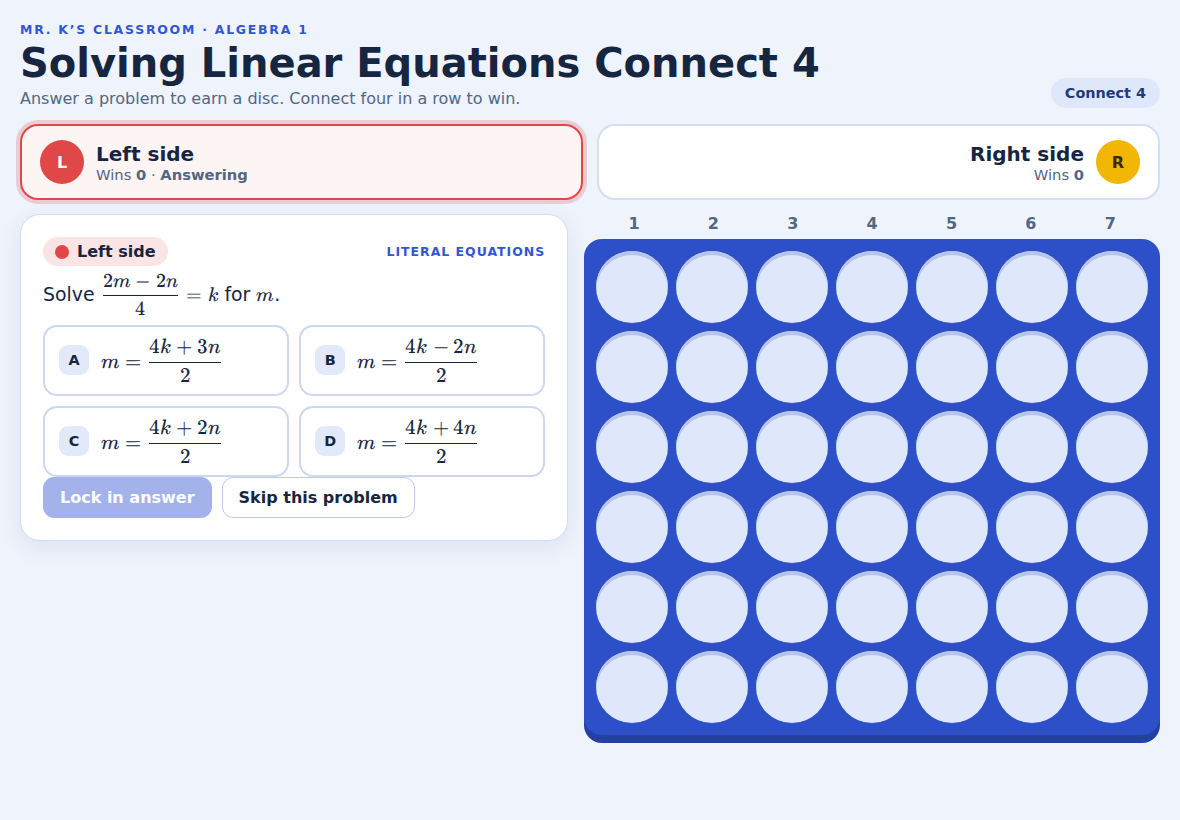 MR. K’S CLASSROOM · ALGEBRA 1
Solving Linear Equations Connect 4
Answer a problem to earn a disc. Connect four in a row to win.
Connect 4
L
Left side
Wins 0 · Answering
Right side
Wins 0
R
Left side
LITERAL EQUATIONS
Solve (2m − 2n)/4 = k for m.
A m = (4k + 3n)/2
B m = (4k − 2n)/2
C m = (4k + 2n)/2
D m = (4k + 4n)/2
Lock in answer
Skip this problem
1 2 3 4 5 6 7